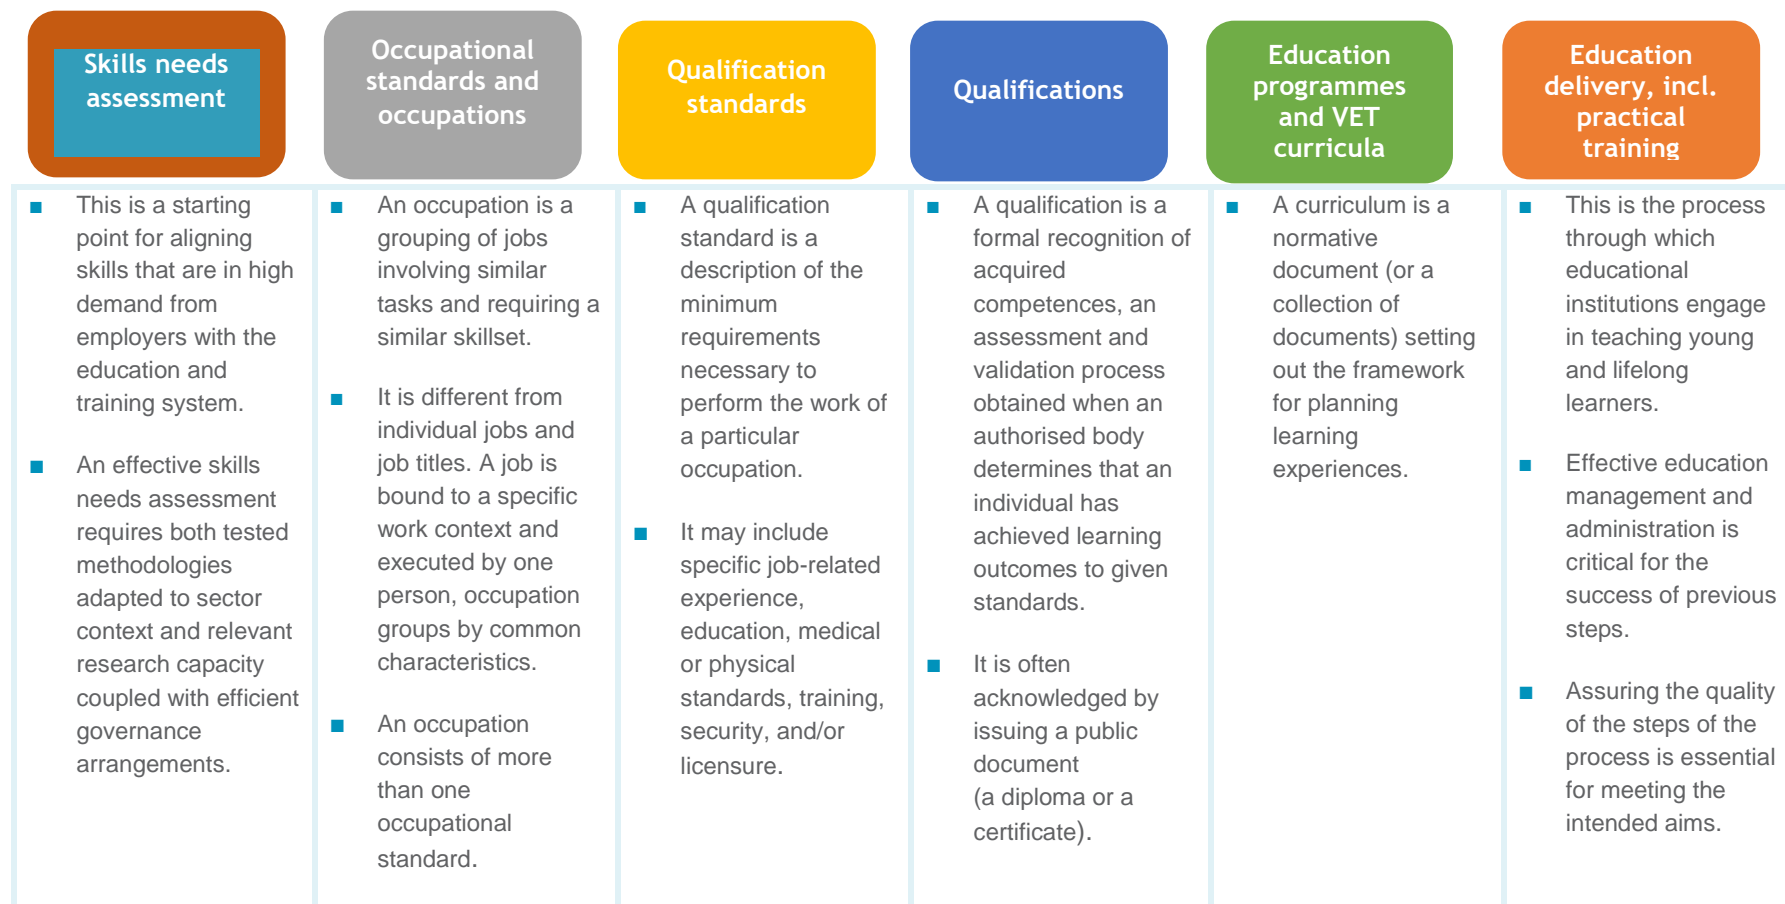 Skills needs
assessment
Occupational
standards and
occupations
Qualification
standards
Qualifications
Education
programmes
and VET
curricula
Education
delivery, incl.
practical
training
This is a starting
point for aligning
skills that are in high
demand from
employers with the
education and
training system.
An effective skills
needs assessment
requires both tested
methodologies
adapted to sector
context and relevant
research capacity
coupled with efficient
governance
arrangements.
An occupation is a
grouping of jobs
involving similar
tasks and requiring a
similar skillset.
It is different from
individual jobs and
job titles. A job is
bound to a specific
work context and
executed by one
person, occupation
groups by common
characteristics.
An occupation
consists of more
than one
occupational
standard.
A qualification
standard is a
description of the
minimum
requirements
necessary to
perform the work of
a particular
occupation.
It may include
specific job-related
experience,
education, medical
or physical
standards, training,
security, and/or
licensure.
A qualification is a
formal recognition of
acquired
competences, an
assessment and
validation process
obtained when an
authorised body
determines that an
individual has
achieved learning
outcomes to given
standards.
It is often
acknowledged by
issuing a public
document
(a diploma or a
certificate).
A curriculum is a
normative
document (or a
collection of
documents) setting
out the framework
for planning
learning
experiences.
This is the process
through which
educational
institutions engage
in teaching young
and lifelong
learners.
Effective education
management and
administration is
critical for the
success of previous
steps.
Assuring the quality
of the steps of the
process is essential
for meeting the
intended aims.